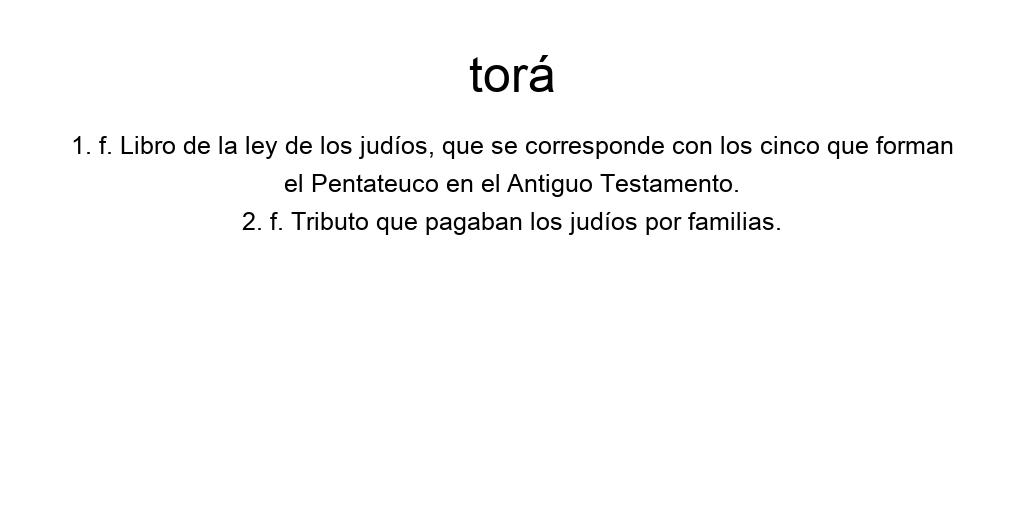 torá
1. f. Libro de la ley de los judíos, que se corresponde con los cinco que forman
el Pentateuco en el Antiguo Testamento.
2. f. Tributo que pagaban los judíos por familias.